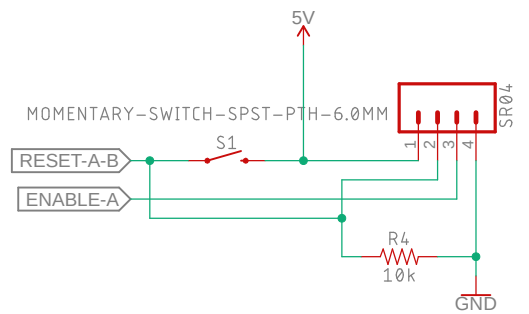 5V
MOMENTARY-SWITCH-SPST-PTH-6.0MM
SR04
S1
1 2 3 4
RESET-A-B
ENABLE-A
R4
10k
GND